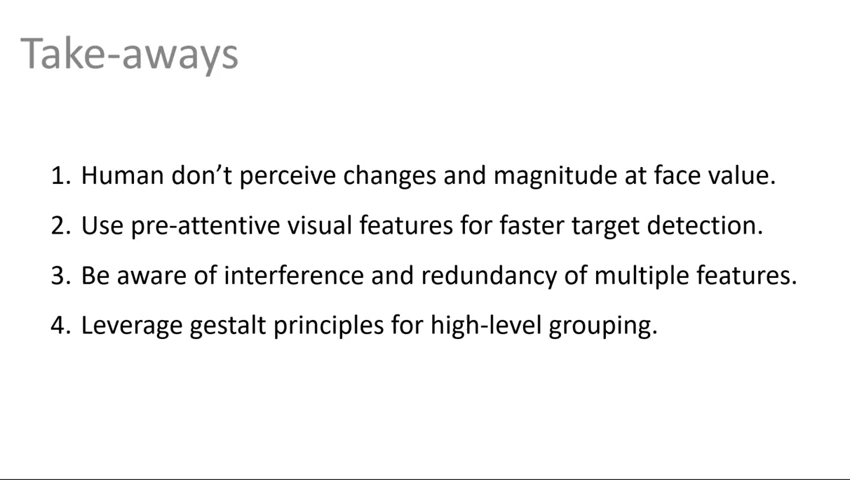 Take-aways
1. Human don’t perceive changes and magnitude at face value.
2. Use pre-attentive visual features for faster target detection.
3. Be aware of interference and redundancy of multiple features.
4. Leverage gestalt principles for high-level grouping.